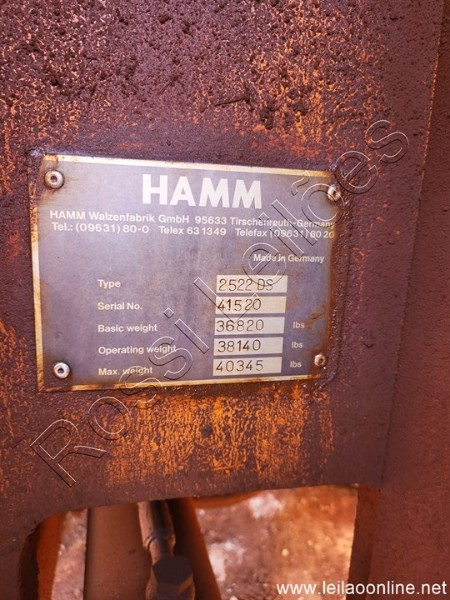 HAMM
HAMM Walzenfabrik GmbH 95633 Tirschenreuth-Germany
Tel.: (09631) 80-0 Telex 631349 Telefax (09631) 80 20
Made in Germany
Type 2522 DS
Serial No. 41520
Basic weight 36820 lbs
Operating weight 38140 lbs
Max. weight 40345 lbs
Rossi Leilões
www.leilaoonline.net